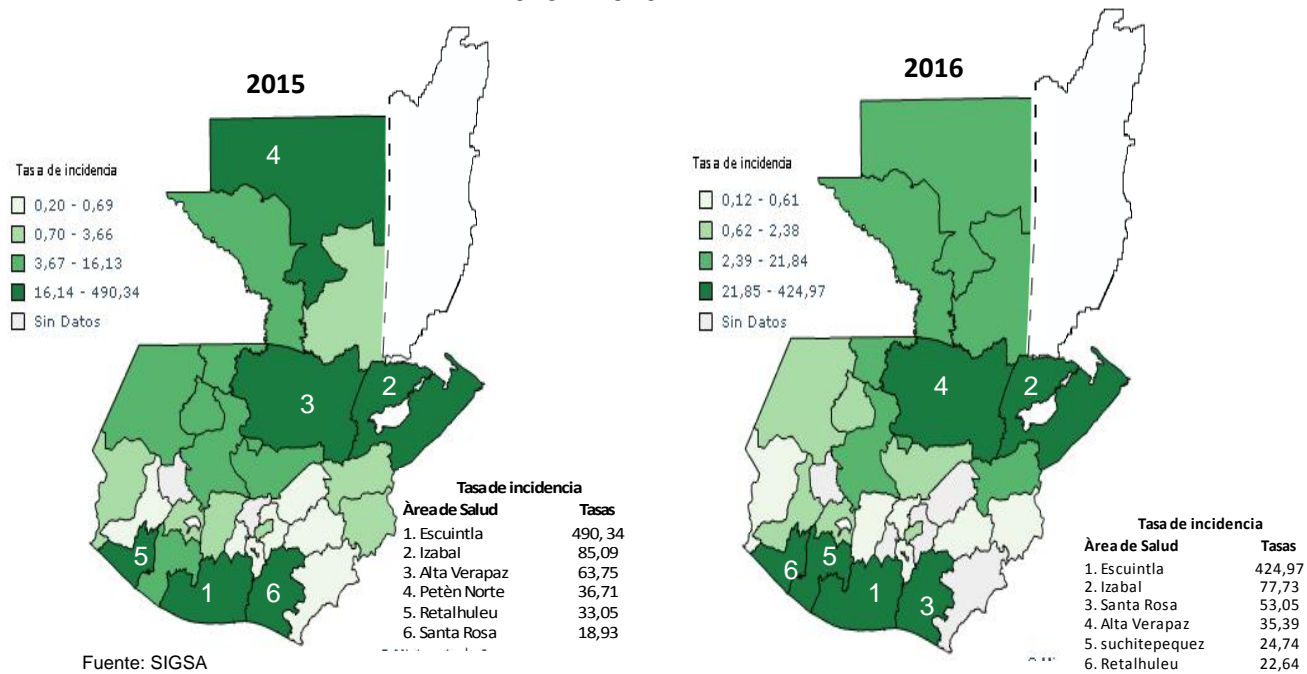 2015
Tasa de incidencia
0,20 - 0,69
0,70 - 3,66
3,67 - 16,13
16,14 - 490,34
Sin Datos
4
3
2
5
1
6
Tasa de incidencia
Àrea de Salud Tasas
1. Escuintla 490, 34
2. Izabal 85,09
3. Alta Verapaz 63,75
4. Petèn Norte 36,71
5. Retalhuleu 33,05
6. Santa Rosa 18,93
Fuente: SIGSA
2016
Tasa de incidencia
0,12 - 0,61
0,62 - 2,38
2,39 - 21,84
21,85 - 424,97
Sin Datos
4
2
6
5
1
3
Tasa de incidencia
Àrea de Salud Tasas
1. Escuintla 424,97
2. Izabal 77,73
3. Santa Rosa 53,05
4. Alta Verapaz 35,39
5. suchitepequez 24,74
6. Retalhuleu 22,64